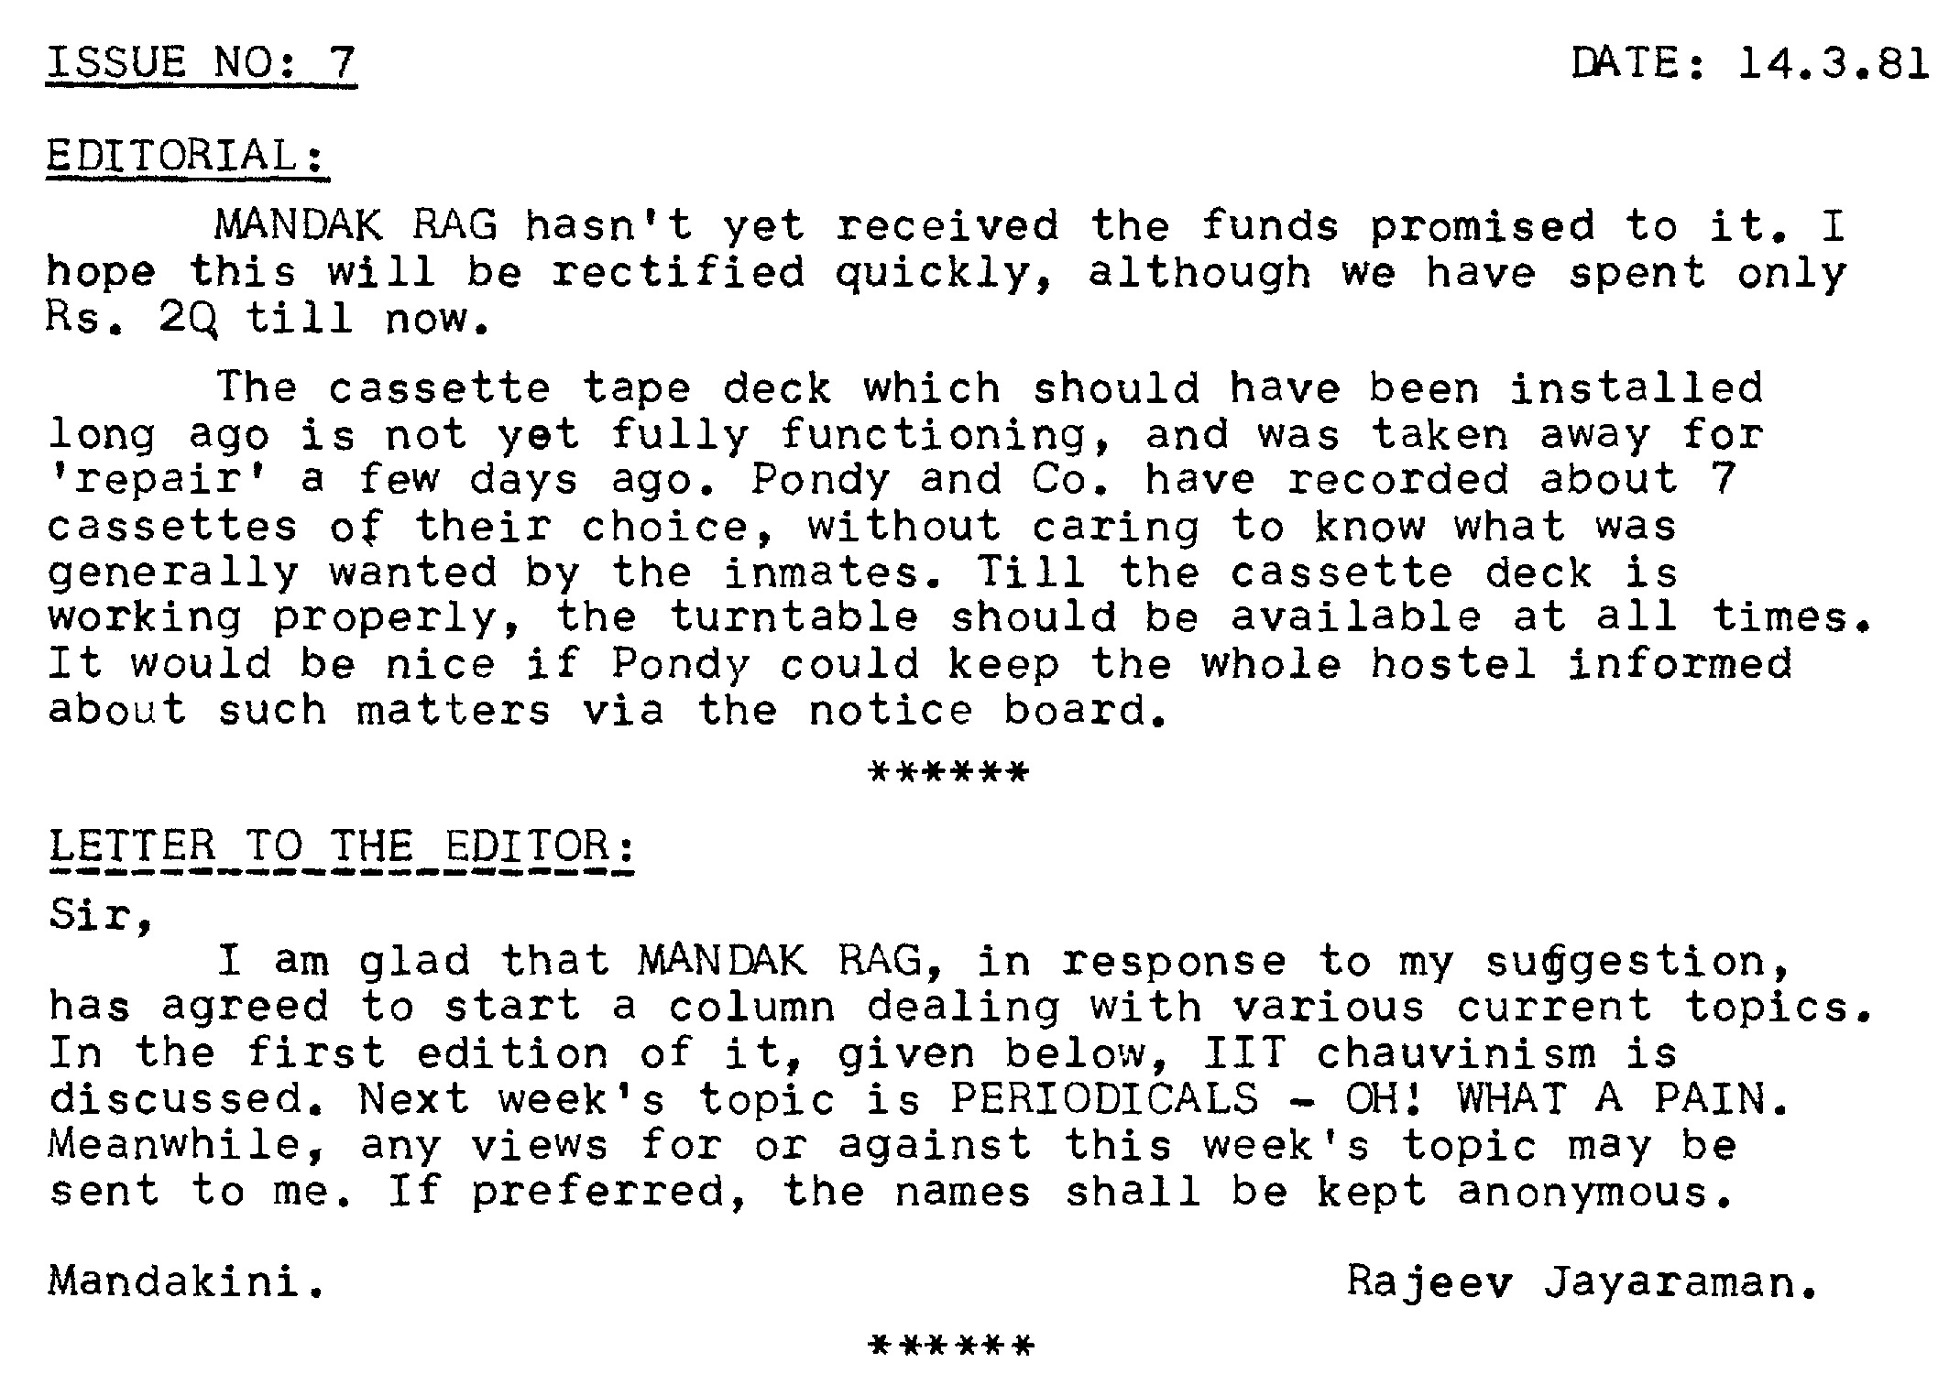 ISSUE NO: 7 DATE: 14.3.81
EDITORIAL:
MANDAK RAG hasn't yet received the funds promised to it. I
hope this will be rectified quickly, although we have spent only
Rs. 2Q till now.
The cassette tape deck which should have been installed
long ago is not yet fully functioning, and was taken away for
'repair' a few days ago. Pondy and Co. have recorded about 7
cassettes of their choice, without caring to know what was
generally wanted by the inmates. Till the cassette deck is
working properly, the turntable should be available at all times.
It would be nice if Pondy could keep the whole hostel informed
about such matters via the notice board.
******
LETTER TO THE EDITOR:
Sir,
I am glad that MANDAK RAG, in response to my suggestion,
has agreed to start a column dealing with various current topics.
In the first edition of it, given below, IIT chauvinism is
discussed. Next week's topic is PERIODICALS - OH! WHAT A PAIN.
Meanwhile, any views for or against this week's topic may be
sent to me. If preferred, the names shall be kept anonymous.
Mandakini. Rajeev Jayaraman.
******